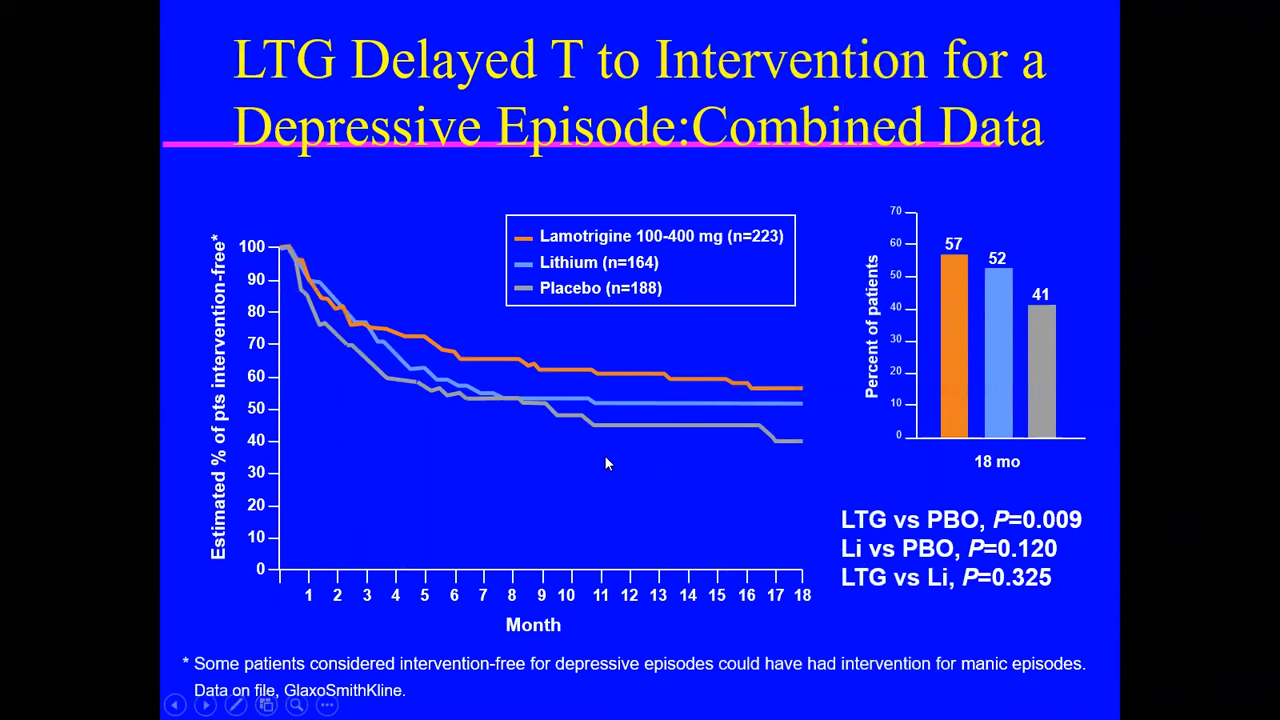 LTG Delayed T to Intervention for a
Depressive Episode:Combined Data
Estimated % of pts intervention-free*
100
90
80
70
60
50
40
30
20
10
0
Lamotrigine 100-400 mg (n=223)
Lithium (n=164)
Placebo (n=188)
1 2 3 4 5 6 7 8 9 10 11 12 13 14 15 16 17 18
Month
Percent of patients
70
60
50
40
30
20
10
0
57
52
41
18 mo
LTG vs PBO, P=0.009
Li vs PBO, P=0.120
LTG vs Li, P=0.325
* Some patients considered intervention-free for depressive episodes could have had intervention for manic episodes.
Data on file, GlaxoSmithKline.